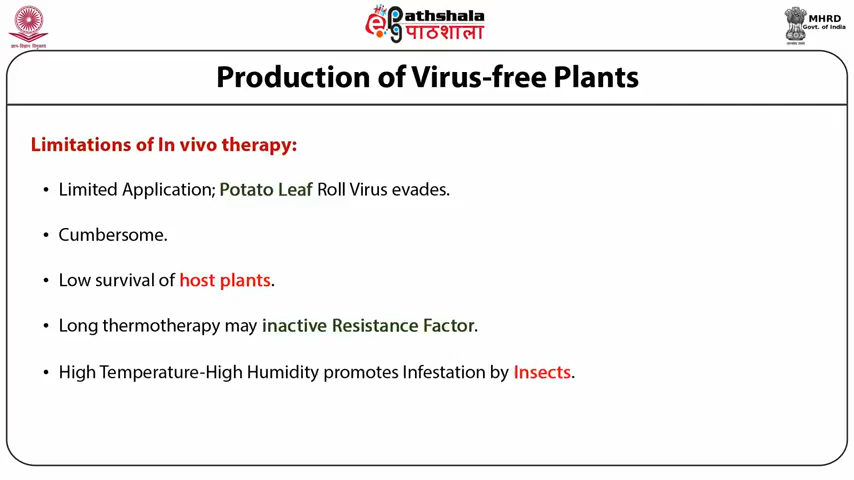 ePathshala
पाठशाला
MHRD
Govt. of India
Production of Virus-free Plants
Limitations of In vivo therapy:
• Limited Application; Potato Leaf Roll Virus evades.
• Cumbersome.
• Low survival of host plants.
• Long thermotherapy may inactive Resistance Factor.
• High Temperature-High Humidity promotes Infestation by Insects.